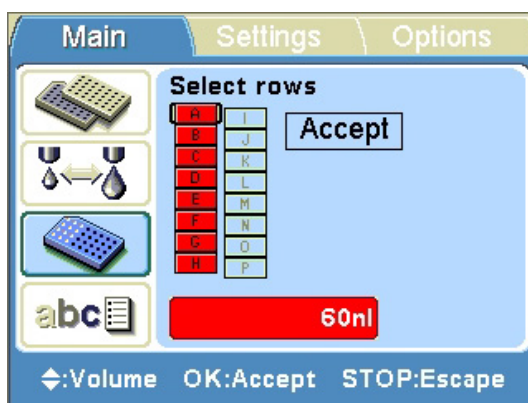 Main Settings Options
Select rows
Accept
A I
B J
C K
D L
E M
F N
G O
H P
abc
60nl
:Volume OK:Accept STOP:Escape